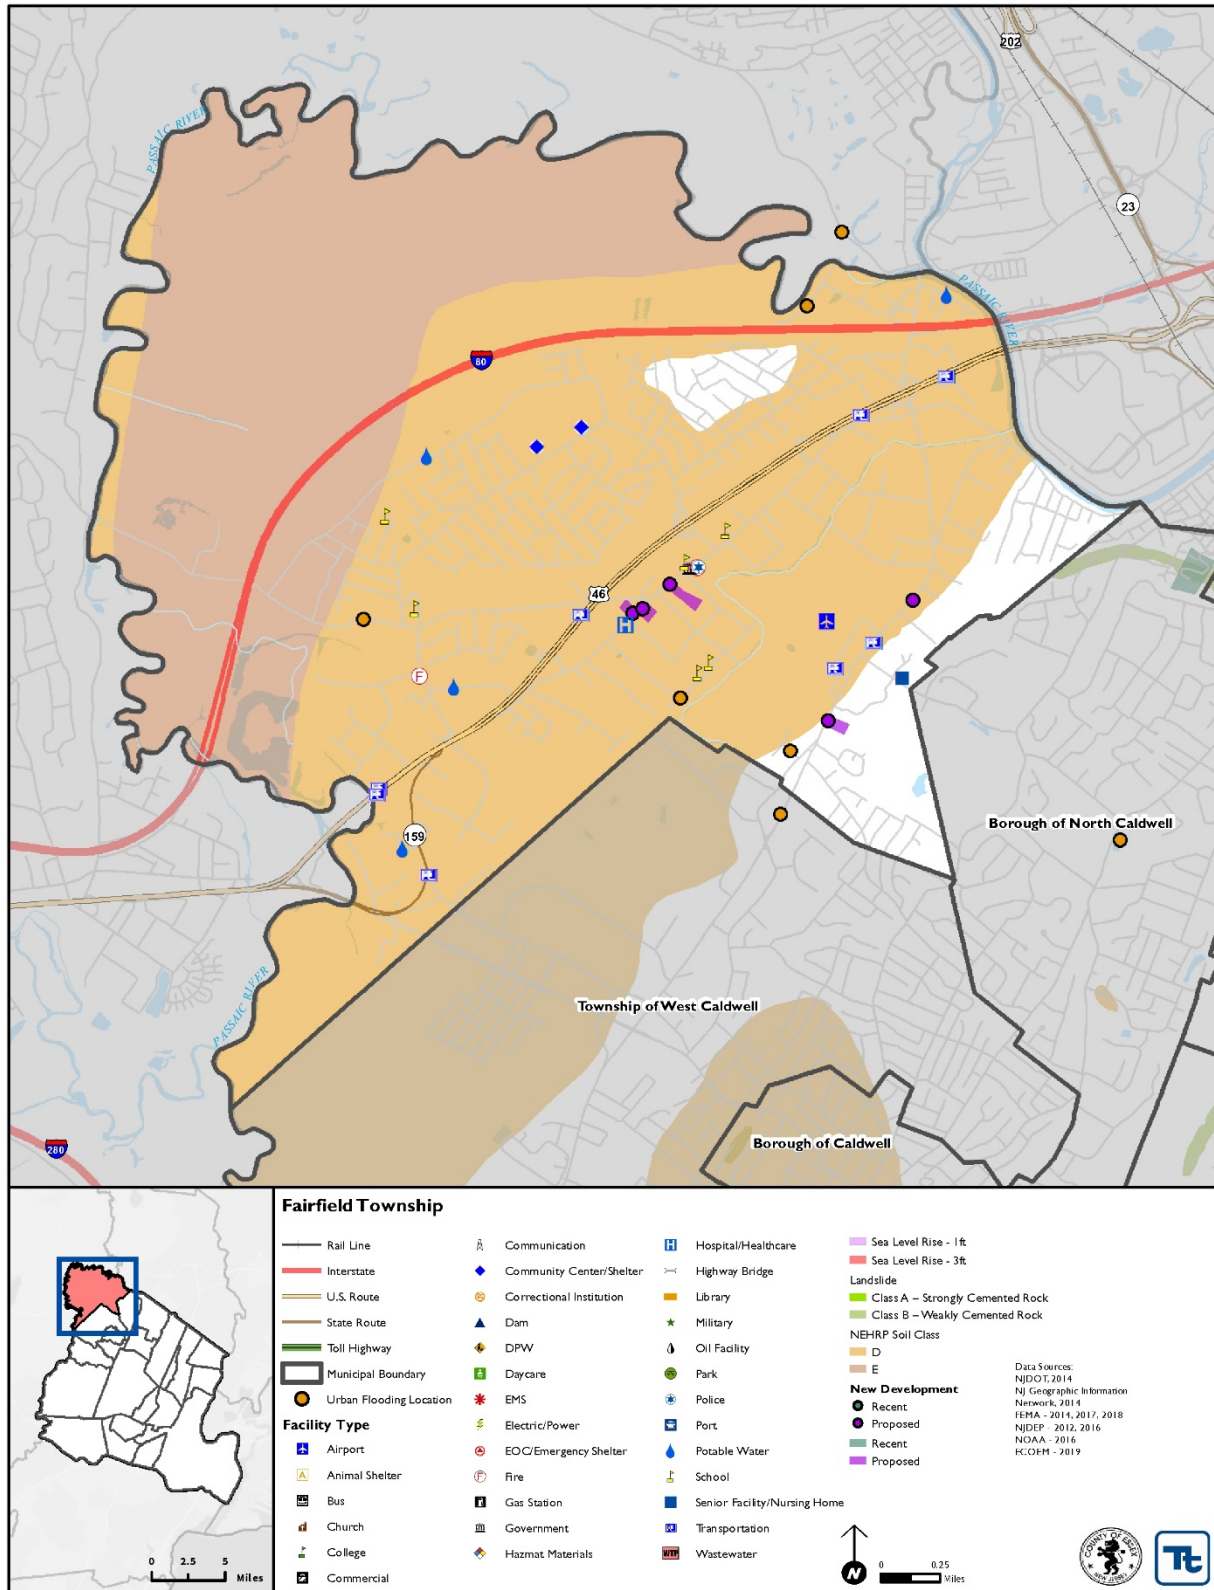 202
PASSAIC RIVER
23
PASSAIC RIVER
80
46
159
Borough of North Caldwell
PASSAIC RIVER
Township of West Caldwell
Borough of Caldwell
280
Fairfield Township
Rail Line
Interstate
U.S. Route
State Route
Toll Highway
Municipal Boundary
Urban Flooding Location
Facility Type
Airport
A
Animal Shelter
Bus
Church
College
Commercial
Communication
Community Center/Shelter
Correctional Institution
Dam
DPW
Daycare
EMS
Electric/Power
EOC/Emergency Shelter
F
Fire
Gas Station
Government
Hazmat Materials
H
Hospital/Healthcare
Highway Bridge
Library
Military
Oil Facility
Park
Police
Port
Potable Water
School
Senior Facility/Nursing Home
Transportation
WTP
Wastewater
Sea Level Rise - 1ft
Sea Level Rise - 3ft
Landslide
Class A – Strongly Cemented Rock
Class B – Weakly Cemented Rock
NEHRP Soil Class
D
E
New Development
Recent
Proposed
Recent
Proposed
Data Sources:
NJDOT, 2014
NJ Geographic Information
Network, 2014
FEMA - 2014, 2017, 2018
NJDEP - 2012, 2016
NOAA - 2016
ECOEM - 2019
0 2.5 5
Miles
N
0 0.25
Miles
COUNTY OF ESSEX
NEW JERSEY
Tt